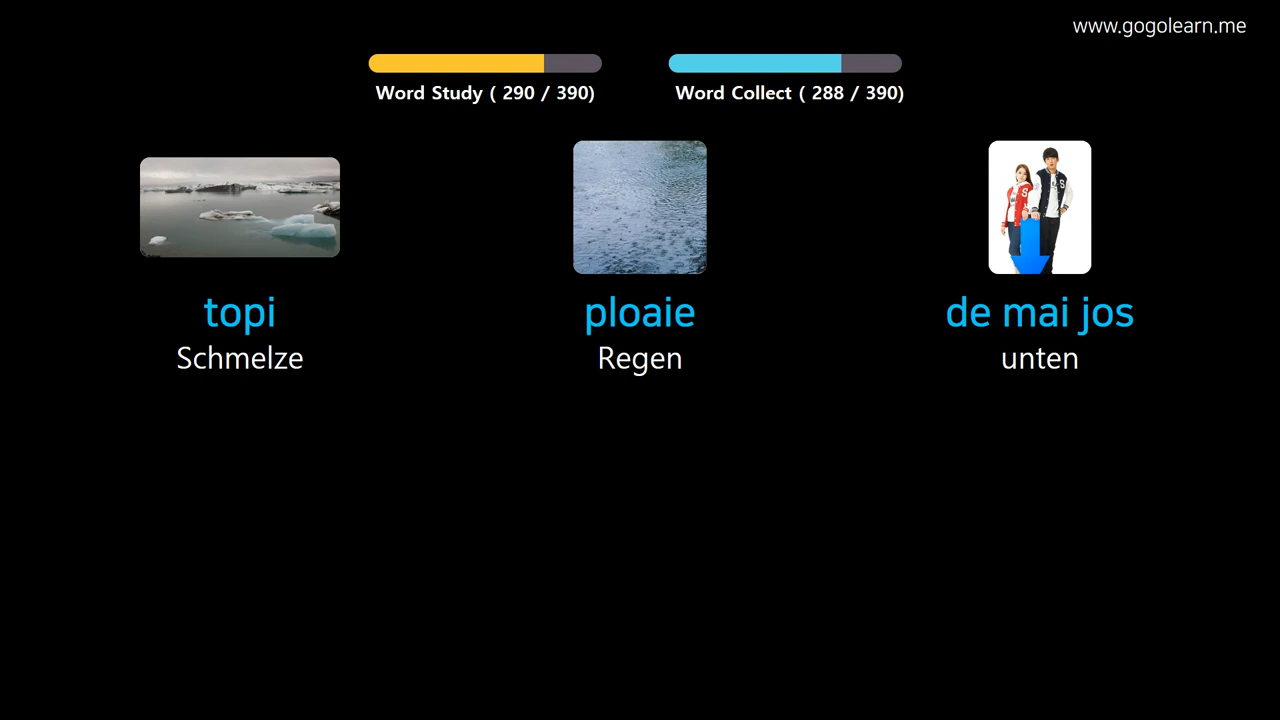 www.gogolearn.me
Word Study ( 290 / 390)
Word Collect ( 288 / 390)
topi
Schmelze
ploaie
Regen
de mai jos
unten